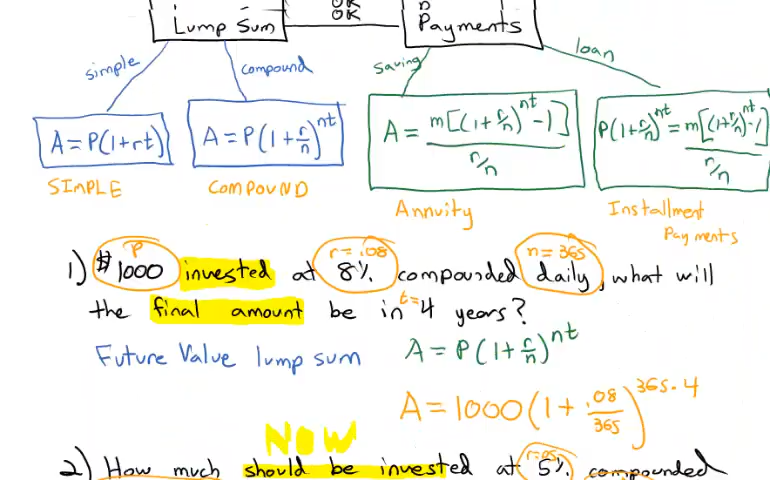 OK
OK
n
Lump Sum
Payments
simple
compound
saving
loan
A = P(1+rt)
A = P(1+r/n)^nt
A = m[(1+r/n)^nt -1] / r/n
P(1+r/n)^nt = m[(1+r/n)^nt -1] / r/n
SIMPLE
COMPOUND
Annuity
Installment
Payments
P r=.08 n=365
1) $1000 invested at 8% compounded daily, what will
the final amount be in t= 4 years?
Future Value lump sum A = P(1+r/n)^nt
A = 1000(1+ .08/365)^365·4
NOW
r=.05
2) How much should be invested at 5% compounded